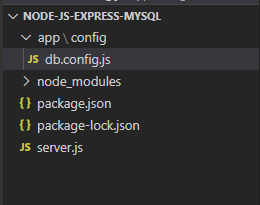 NODE-JS-EXPRESS-MYSQL
app \ config
JS db.config.js
node_modules
{} package.json
{} package-lock.json
JS server.js